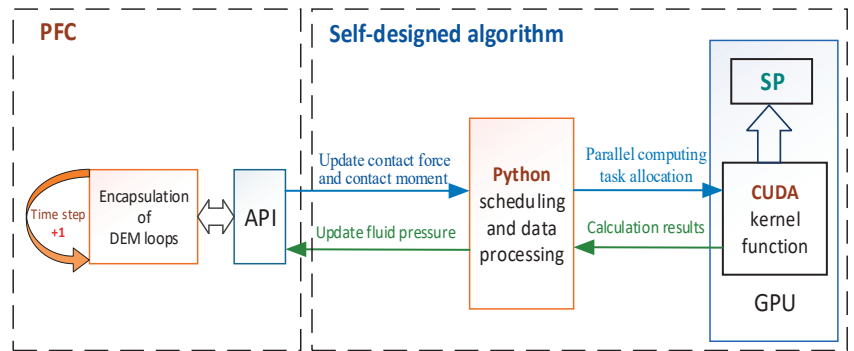 PFC
Time step
+1
Encapsulation
of
DEM loops
API
Self-designed algorithm
Update contact force
and contact moment
Update fluid pressure
Python
scheduling
and data
processing
Parallel computing
task allocation
Calculation results
SP
CUDA
kernel
function
GPU